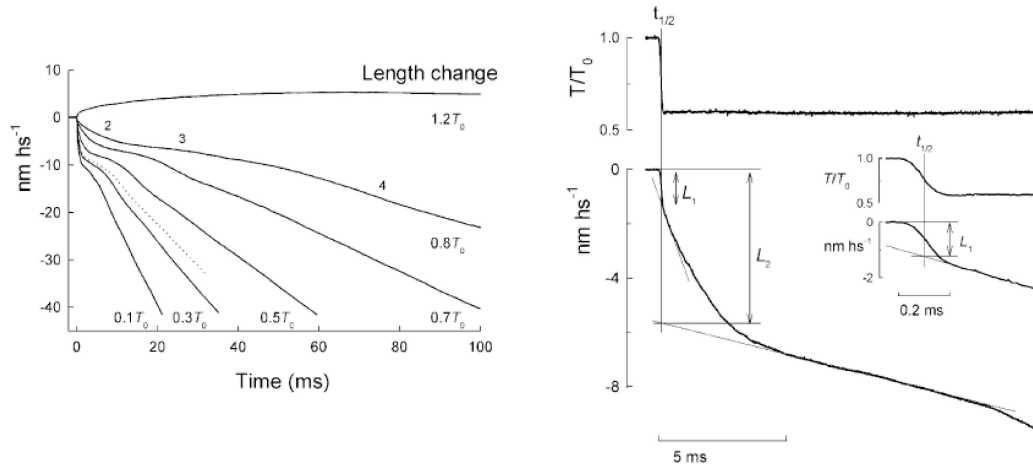 Length change
10
0
-10
-20
-30
-40
nm hs-1
2
3
4
1.2T0
0.8T0
0.7T0
0.5T0
0.3T0
0.1T0
0 20 40 60 80 100
Time (ms)
t1/2
1.0
0.5
T/T0
0
-4
-8
nm hs-1
L1
L2
5 ms
t1/2
1.0
T/T0
0.5
0
nm hs-1
L1
-2
0.2 ms